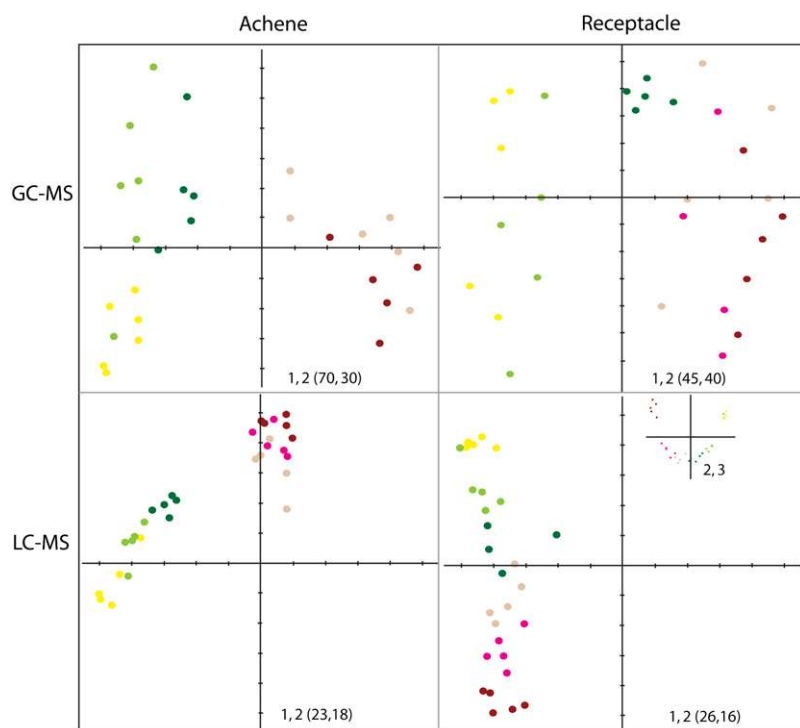 Achene
Receptacle
GC-MS
1, 2 (70, 30)
1, 2 (45, 40)
2, 3
LC-MS
1, 2 (23,18)
1, 2 (26,16)